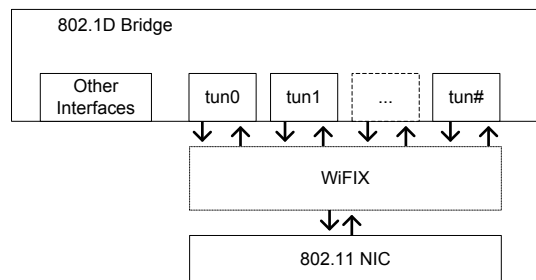 802.1D Bridge
Other
Interfaces
tun0 tun1 ... tun#
WiFIX
802.11 NIC